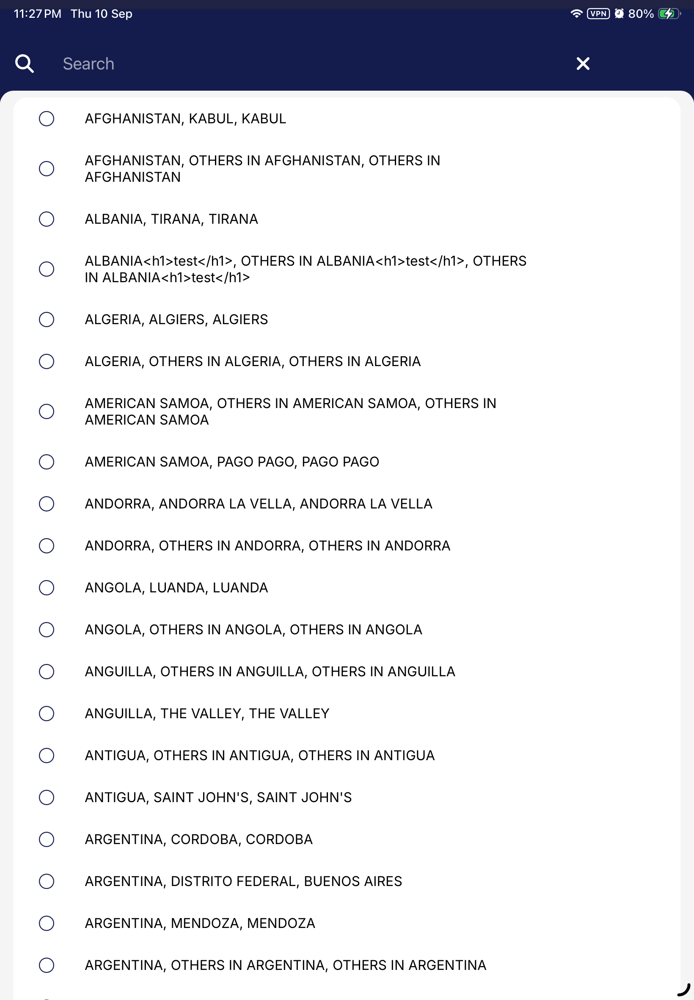 11:27 PM Thu 10 Sep VPN 80%
Search
AFGHANISTAN, KABUL, KABUL
AFGHANISTAN, OTHERS IN AFGHANISTAN, OTHERS IN
AFGHANISTAN
ALBANIA, TIRANA, TIRANA
ALBANIA<h1>test</h1>, OTHERS IN ALBANIA<h1>test</h1>, OTHERS
IN ALBANIA<h1>test</h1>
ALGERIA, ALGIERS, ALGIERS
ALGERIA, OTHERS IN ALGERIA, OTHERS IN ALGERIA
AMERICAN SAMOA, OTHERS IN AMERICAN SAMOA, OTHERS IN
AMERICAN SAMOA
AMERICAN SAMOA, PAGO PAGO, PAGO PAGO
ANDORRA, ANDORRA LA VELLA, ANDORRA LA VELLA
ANDORRA, OTHERS IN ANDORRA, OTHERS IN ANDORRA
ANGOLA, LUANDA, LUANDA
ANGOLA, OTHERS IN ANGOLA, OTHERS IN ANGOLA
ANGUILLA, OTHERS IN ANGUILLA, OTHERS IN ANGUILLA
ANGUILLA, THE VALLEY, THE VALLEY
ANTIGUA, OTHERS IN ANTIGUA, OTHERS IN ANTIGUA
ANTIGUA, SAINT JOHN'S, SAINT JOHN'S
ARGENTINA, CORDOBA, CORDOBA
ARGENTINA, DISTRITO FEDERAL, BUENOS AIRES
ARGENTINA, MENDOZA, MENDOZA
ARGENTINA, OTHERS IN ARGENTINA, OTHERS IN ARGENTINA